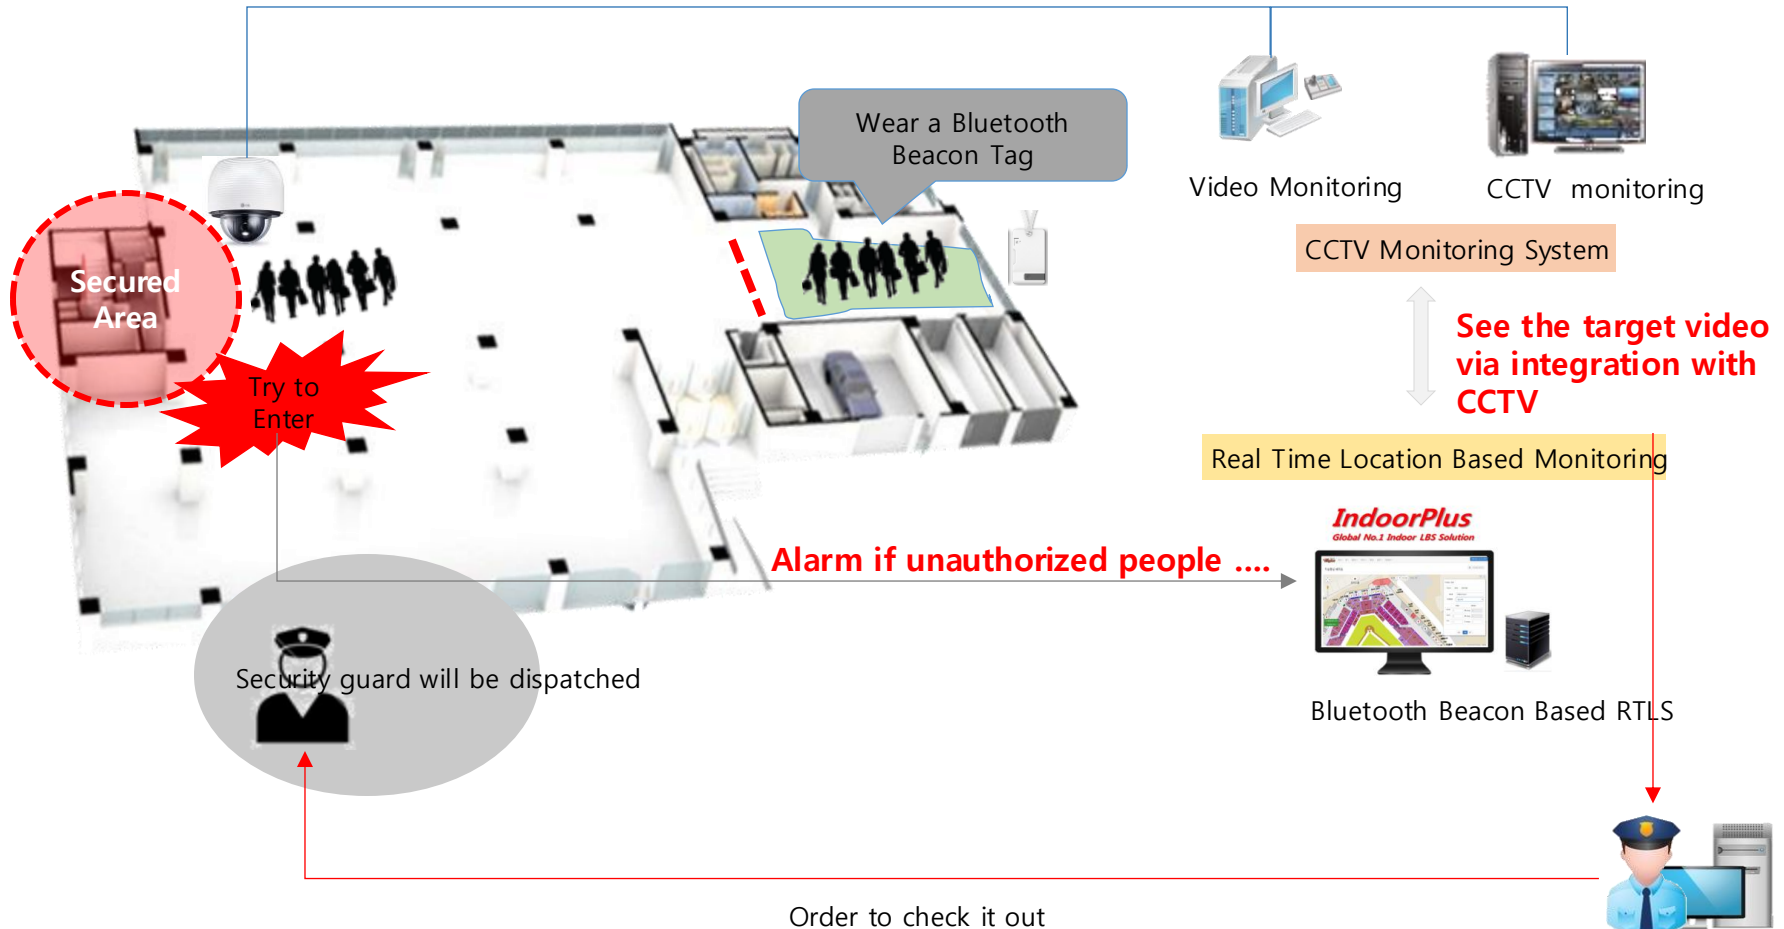 Wear a Bluetooth
Beacon Tag
Video Monitoring
CCTV monitoring
CCTV Monitoring System
Secured
Area
See the target video
via integration with
CCTV
Try to
Enter
Real Time Location Based Monitoring
IndoorPlus
Global No.1 Indoor LBS Solution
Alarm if unauthorized people ....
Security guard will be dispatched
Bluetooth Beacon Based RTLS
Order to check it out